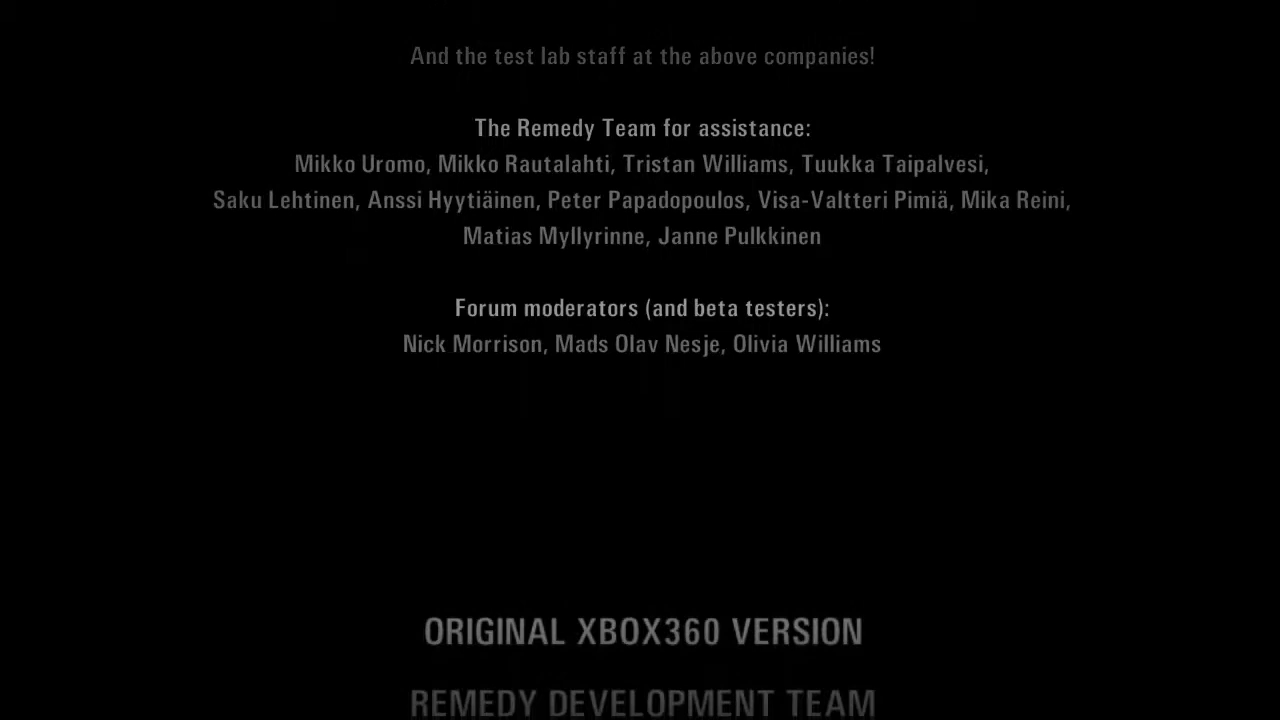 And the test lab staff at the above companies!
The Remedy Team for assistance:
Mikko Uromo, Mikko Rautalahti, Tristan Williams, Tuukka Taipalvesi,
Saku Lehtinen, Anssi Hyytiäinen, Peter Papadopoulos, Visa-Valtteri Pimiä, Mika Reini,
Matias Myllyrinne, Janne Pulkkinen
Forum moderators (and beta testers):
Nick Morrison, Mads Olav Nesje, Olivia Williams
ORIGINAL XBOX360 VERSION
REMEDY DEVELOPMENT TEAM